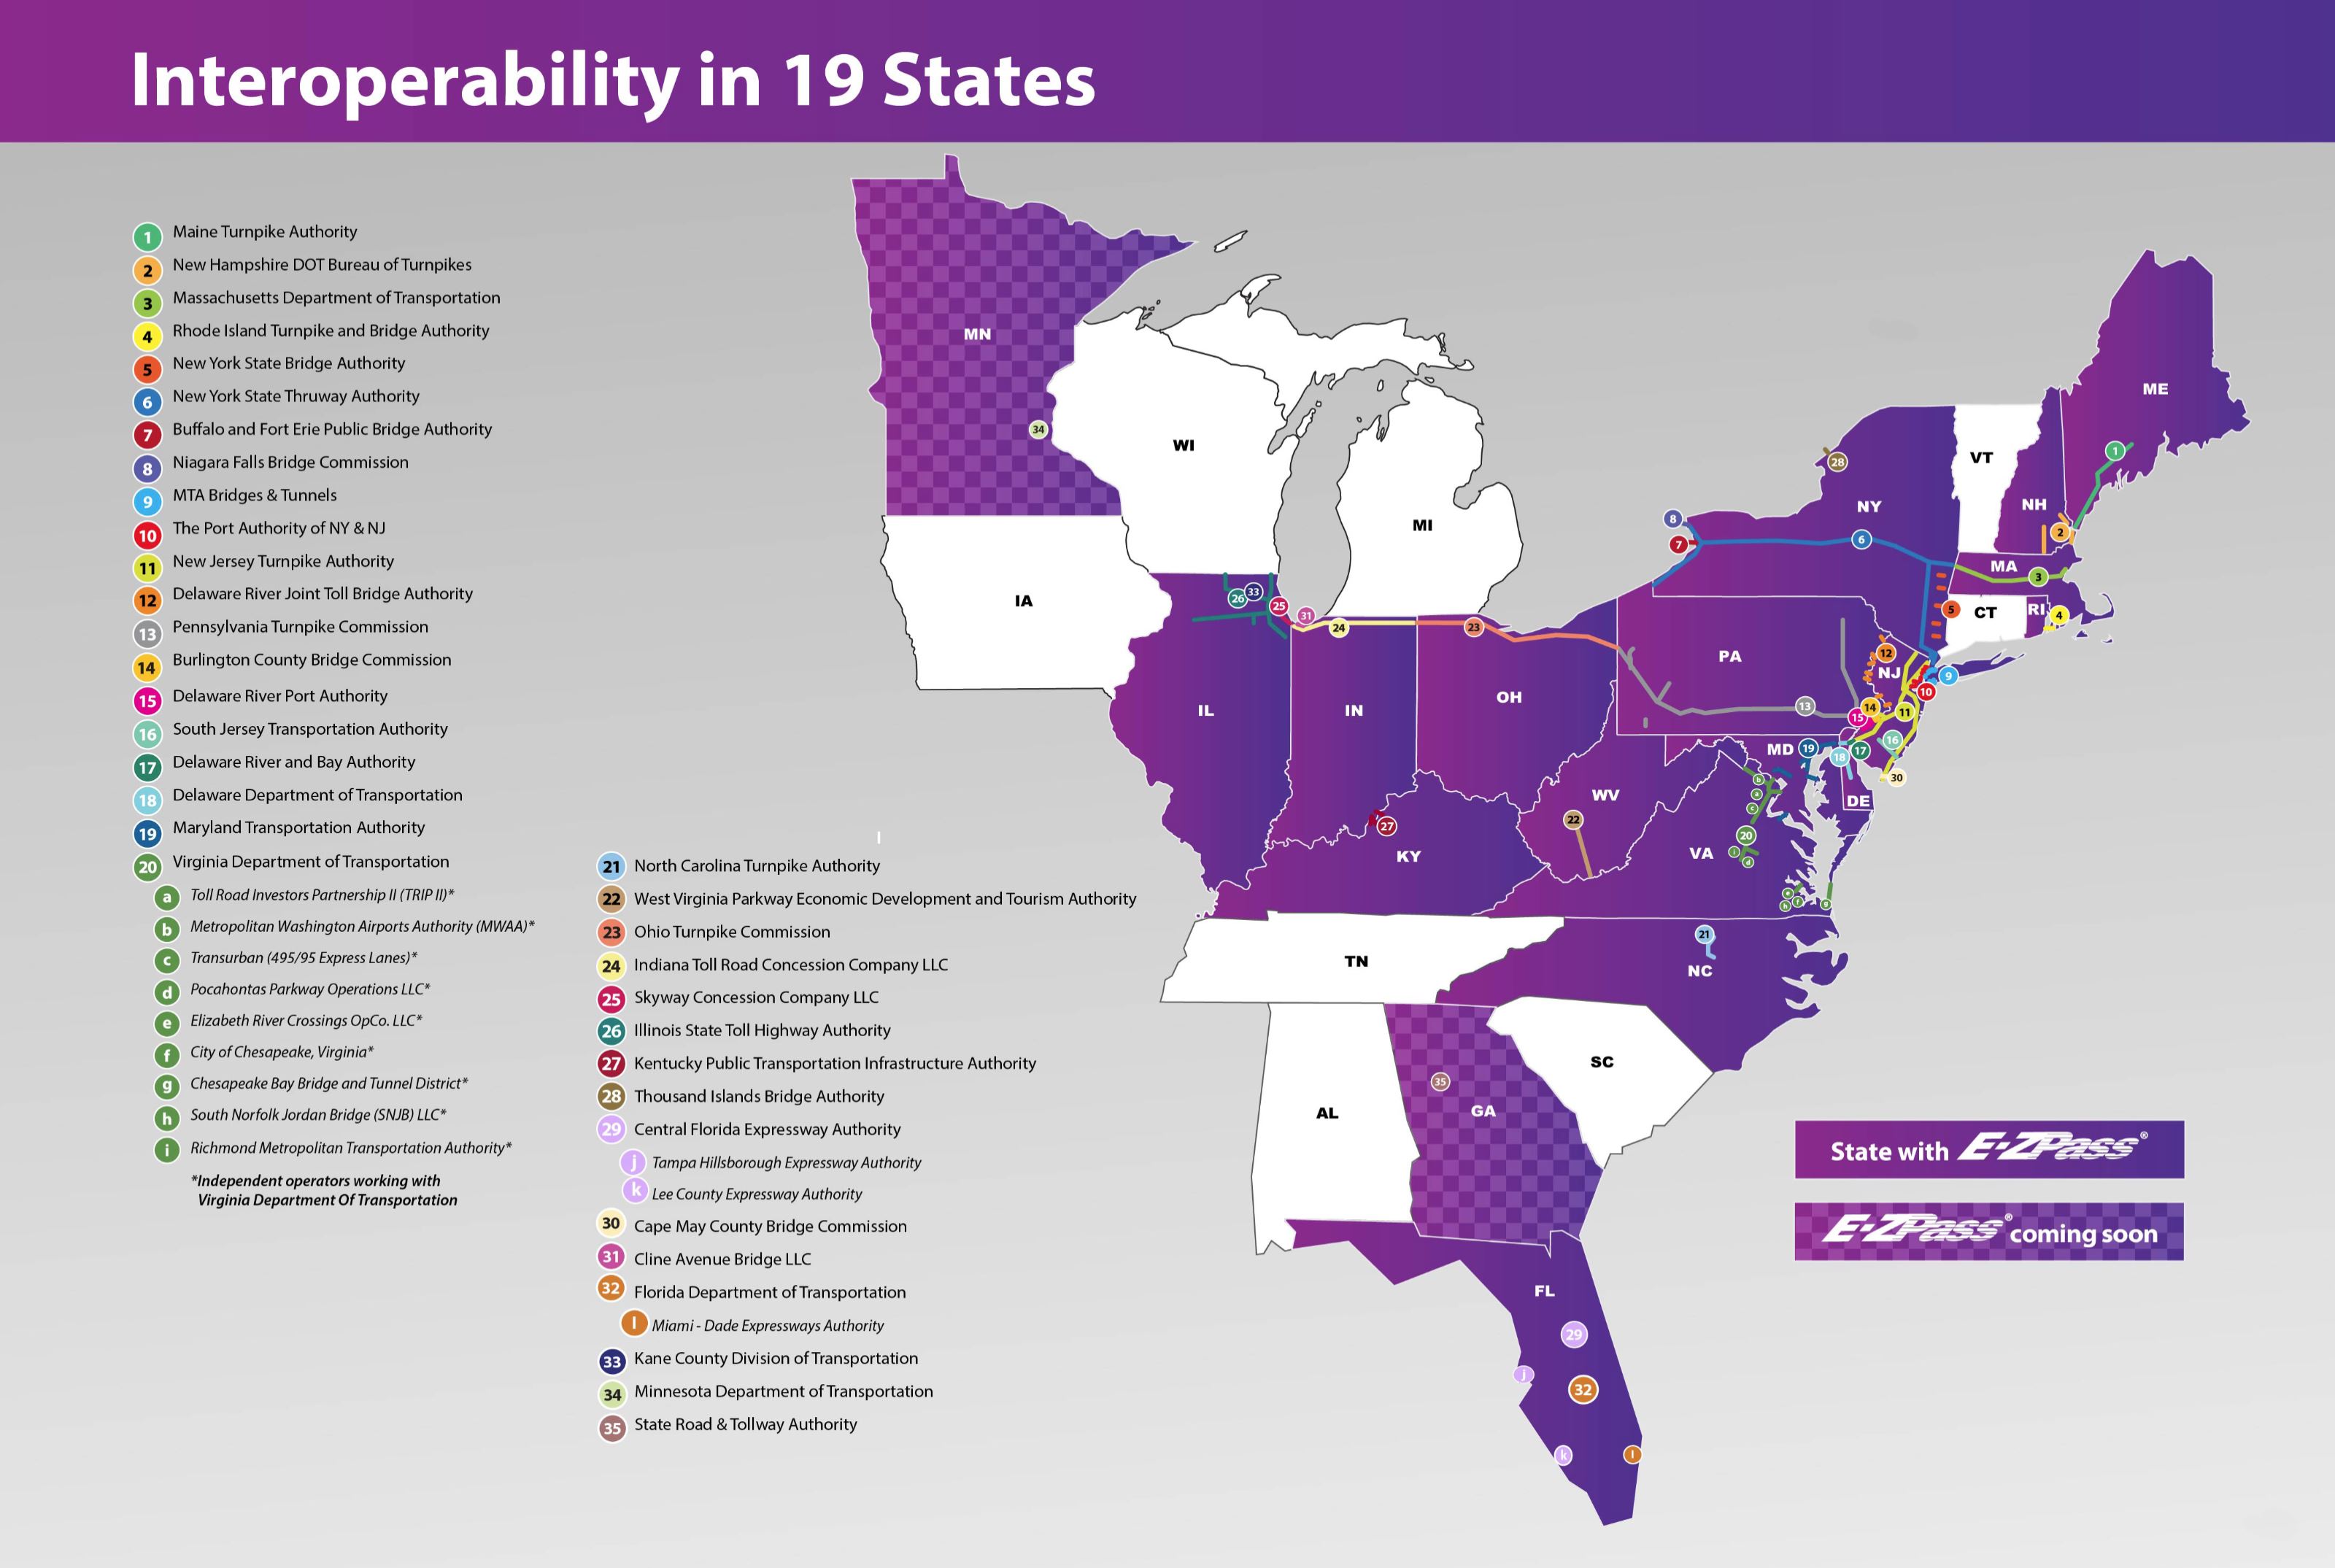 Interoperability in 19 States
1 Maine Turnpike Authority
2 New Hampshire DOT Bureau of Turnpikes
3 Massachusetts Department of Transportation
4 Rhode Island Turnpike and Bridge Authority
5 New York State Bridge Authority
6 New York State Thruway Authority
7 Buffalo and Fort Erie Public Bridge Authority
8 Niagara Falls Bridge Commission
9 MTA Bridges & Tunnels
10 The Port Authority of NY & NJ
11 New Jersey Turnpike Authority
12 Delaware River Joint Toll Bridge Authority
13 Pennsylvania Turnpike Commission
14 Burlington County Bridge Commission
15 Delaware River Port Authority
16 South Jersey Transportation Authority
17 Delaware River and Bay Authority
18 Delaware Department of Transportation
19 Maryland Transportation Authority
20 Virginia Department of Transportation
a Toll Road Investors Partnership II (TRIP II)*
b Metropolitan Washington Airports Authority (MWAA)*
c Transurban (495/95 Express Lanes)*
d Pocahontas Parkway Operations LLC*
e Elizabeth River Crossings OpCo. LLC*
f City of Chesapeake, Virginia*
g Chesapeake Bay Bridge and Tunnel District*
h South Norfolk Jordan Bridge (SNJB) LLC*
i Richmond Metropolitan Transportation Authority*
*Independent operators working with
Virginia Department Of Transportation
l
21 North Carolina Turnpike Authority
22 West Virginia Parkway Economic Development and Tourism Authority
23 Ohio Turnpike Commission
24 Indiana Toll Road Concession Company LLC
25 Skyway Concession Company LLC
26 Illinois State Toll Highway Authority
27 Kentucky Public Transportation Infrastructure Authority
28 Thousand Islands Bridge Authority
29 Central Florida Expressway Authority
j Tampa Hillsborough Expressway Authority
k Lee County Expressway Authority
30 Cape May County Bridge Commission
31 Cline Avenue Bridge LLC
32 Florida Department of Transportation
l Miami - Dade Expressways Authority
33 Kane County Division of Transportation
34 Minnesota Department of Transportation
35 State Road & Tollway Authority
MN
34
WI
MI
IA
26
33
25
31
24
23
IL
IN
OH
27
KY
22
WV
TN
AL
35
GA
SC
21
NC
FL
29
j
32
k
l
ME
1
VT
NH
2
28
NY
8
7
6
MA
3
5
CT
RI
4
PA
12
NJ
9
10
13
14
15
11
MD
19
18
17
16
30
DE
b
a
c
20
VA
i
d
e
f
h
g
State with E-ZPass®
E-ZPass® coming soon